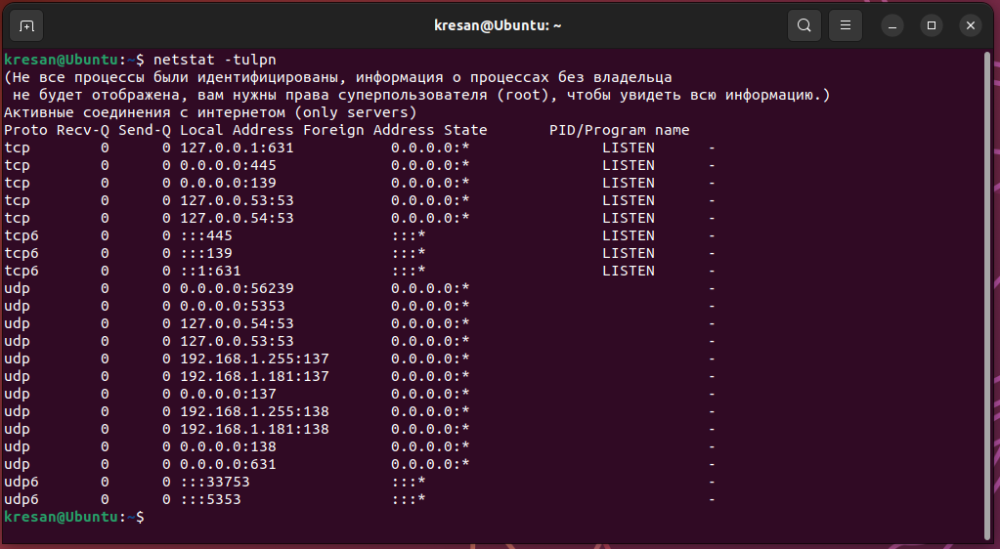 kresan@Ubuntu: ~
kresan@Ubuntu:~$ netstat -tulpn
(Не все процессы были идентифицированы, информация о процессах без владельца
 не будет отображена, вам нужны права суперпользователя (root), чтобы увидеть всю информацию.)
Активные соединения с интернетом (only servers)
Proto Recv-Q Send-Q Local Address Foreign Address State       PID/Program name
tcp        0      0 127.0.0.1:631           0.0.0.0:*               LISTEN      -
tcp        0      0 0.0.0.0:445             0.0.0.0:*               LISTEN      -
tcp        0      0 0.0.0.0:139             0.0.0.0:*               LISTEN      -
tcp        0      0 127.0.0.53:53           0.0.0.0:*               LISTEN      -
tcp        0      0 127.0.0.54:53           0.0.0.0:*               LISTEN      -
tcp6       0      0 :::445                  :::*                    LISTEN      -
tcp6       0      0 :::139                  :::*                    LISTEN      -
tcp6       0      0 ::1:631                 :::*                    LISTEN      -
udp        0      0 0.0.0.0:56239           0.0.0.0:*                           -
udp        0      0 0.0.0.0:5353            0.0.0.0:*                           -
udp        0      0 127.0.0.54:53           0.0.0.0:*                           -
udp        0      0 127.0.0.53:53           0.0.0.0:*                           -
udp        0      0 192.168.1.255:137       0.0.0.0:*                           -
udp        0      0 192.168.1.181:137       0.0.0.0:*                           -
udp        0      0 0.0.0.0:137             0.0.0.0:*                           -
udp        0      0 192.168.1.255:138       0.0.0.0:*                           -
udp        0      0 192.168.1.181:138       0.0.0.0:*                           -
udp        0      0 0.0.0.0:138             0.0.0.0:*                           -
udp        0      0 0.0.0.0:631             0.0.0.0:*                           -
udp6       0      0 :::33753                :::*                                -
udp6       0      0 :::5353                 :::*                                -
kresan@Ubuntu:~$